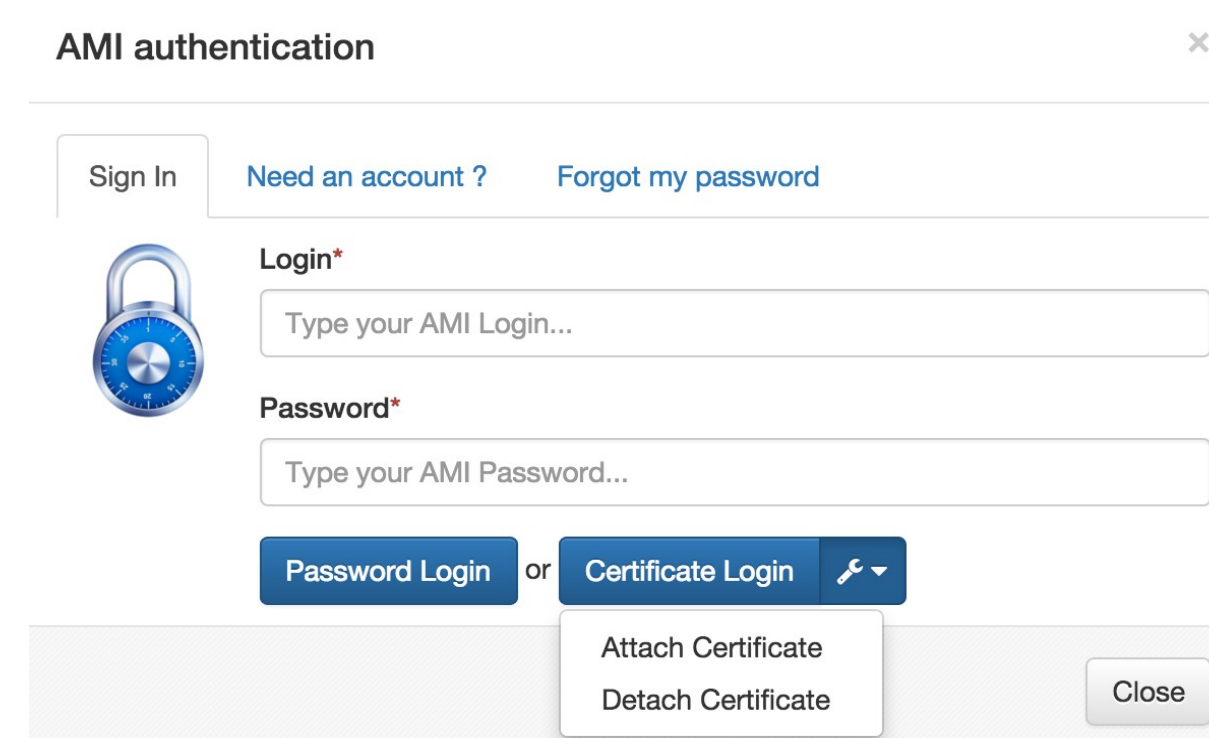 AMI authentication
×
Sign In
Need an account ?
Forgot my password
Login*
Type your AMI Login...
Password*
Type your AMI Password...
Password Login or Certificate Login
Attach Certificate
Detach Certificate
Close